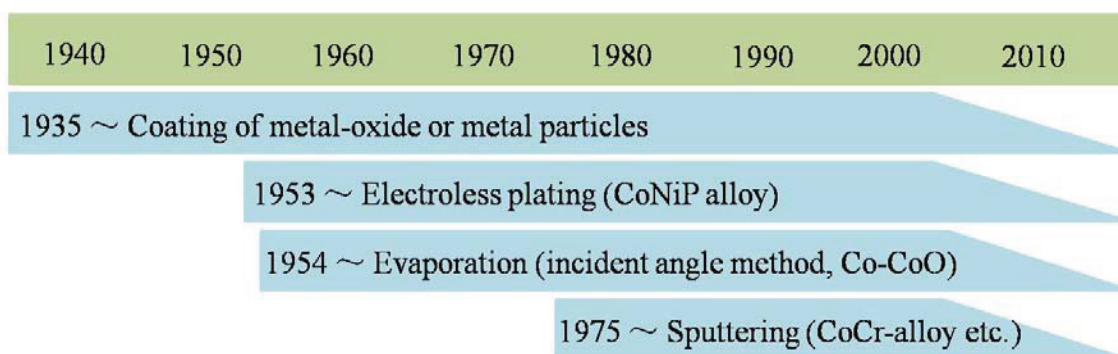 1940 1950 1960 1970 1980 1990 2000 2010
1935 ～ Coating of metal-oxide or metal particles
1953 ～ Electroless plating (CoNiP alloy)
1954 ～ Evaporation (incident angle method, Co-CoO)
1975 ～ Sputtering (CoCr-alloy etc.)